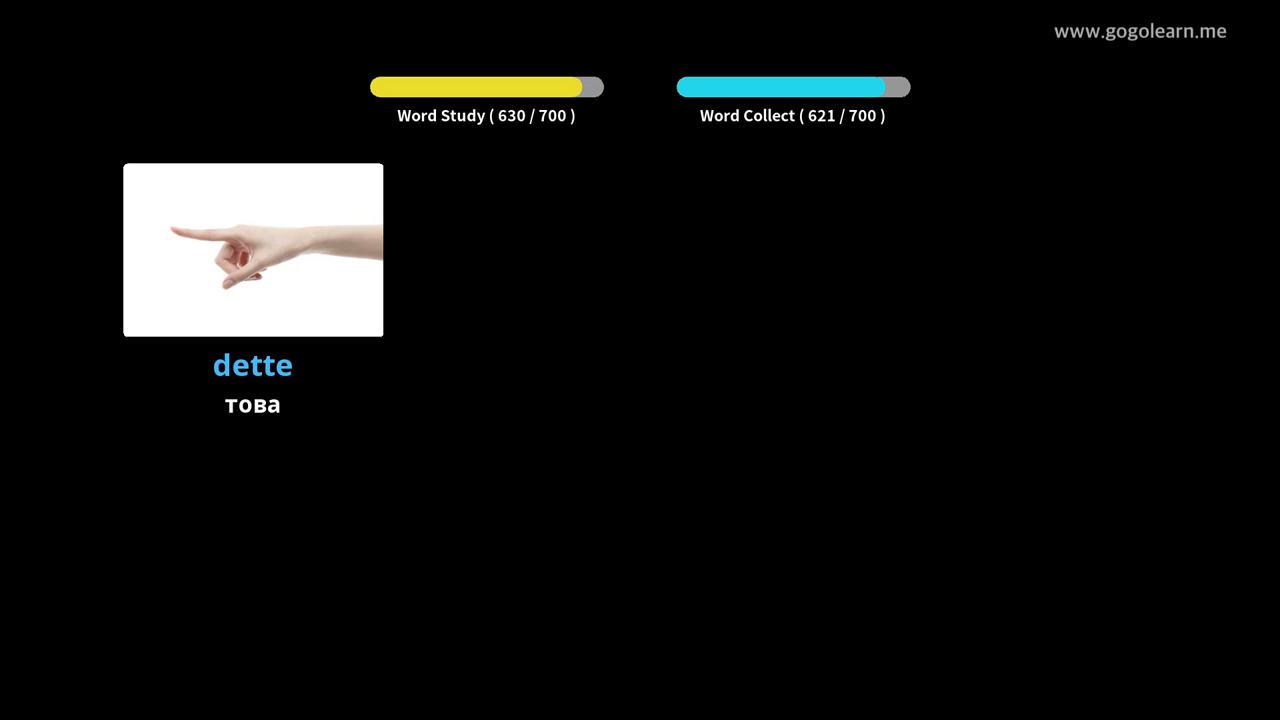 www.gogolearn.me
Word Study ( 630 / 700 )
Word Collect ( 621 / 700 )
dette
това